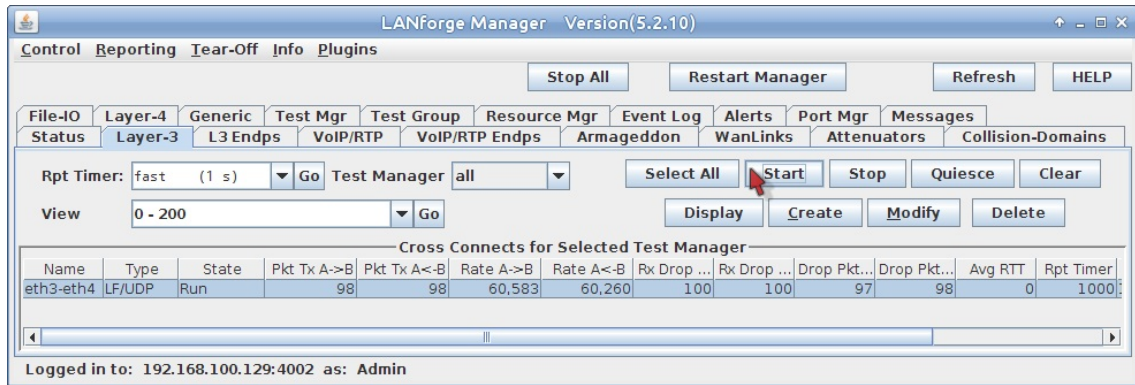 LANforge Manager Version(5.2.10)
Control Reporting Tear-Off Info Plugins
Stop All Restart Manager Refresh HELP
File-IO Layer-4 Generic Test Mgr Test Group Resource Mgr Event Log Alerts Port Mgr Messages
Status Layer-3 L3 Endps VoIP/RTP VoIP/RTP Endps Armageddon WanLinks Attenuators Collision-Domains
Rpt Timer: fast (1 s) Go Test Manager all Select All Start Stop Quiesce Clear
View 0 - 200 Go Display Create Modify Delete
Cross Connects for Selected Test Manager
Name Type State Pkt Tx A->B Pkt Tx A<-B Rate A->B Rate A<-B Rx Drop ... Rx Drop ... Drop Pkt... Drop Pkt... Avg RTT Rpt Timer
eth3-eth4 LF/UDP Run 98 98 60,583 60,260 100 100 97 98 0 1000
Logged in to: 192.168.100.129:4002 as: Admin